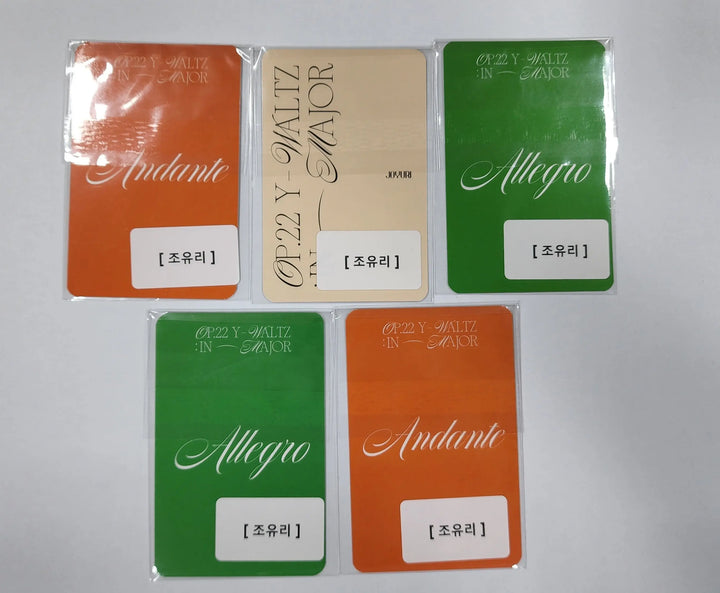 OP.22 Y-WALTZ
:IN — MAJOR
Andante
[ 조유리 ]
OP.22 Y-WALTZ
:IN — MAJOR
JO YURI
[ 조유리 ]
OP.22 Y-WALTZ
:IN — MAJOR
Allegro
[ 조유리 ]
OP.22 Y-WALTZ
:IN — MAJOR
Allegro
[ 조유리 ]
OP.22 Y-WALTZ
:IN — MAJOR
Andante
[ 조유리 ]